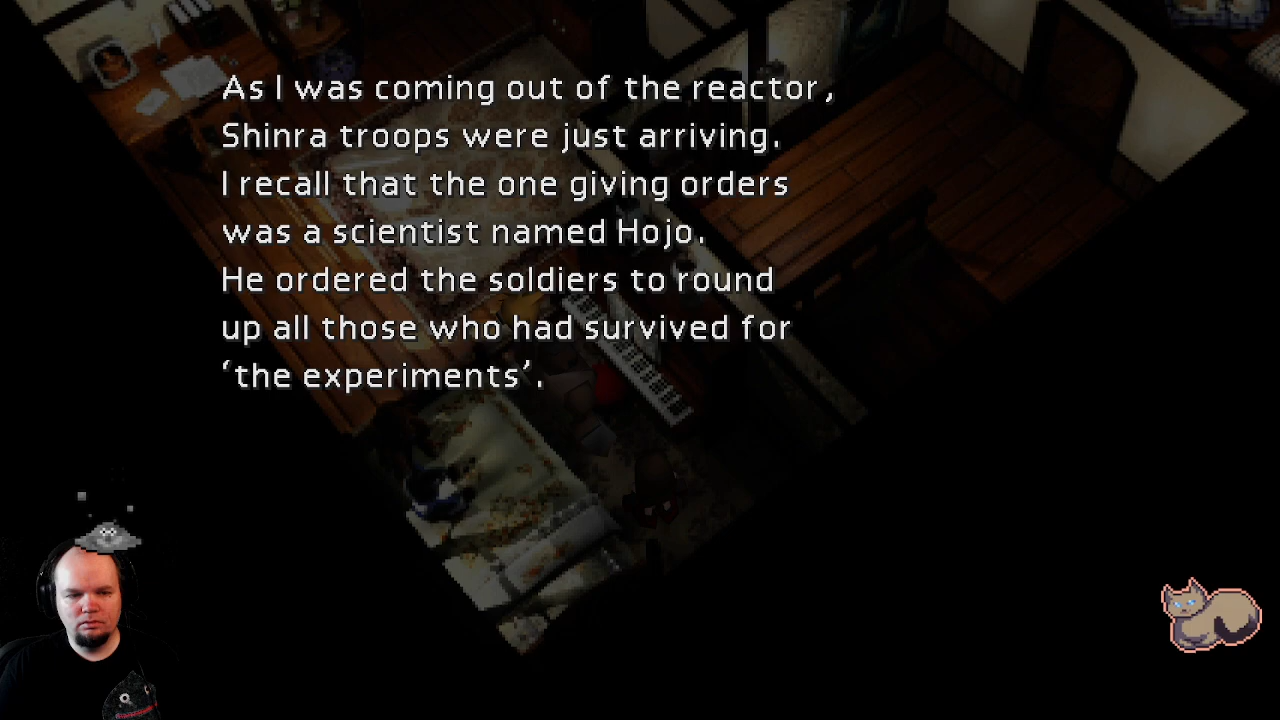 As I was coming out of the reactor,
Shinra troops were just arriving.
I recall that the one giving orders
was a scientist named Hojo.
He ordered the soldiers to round
up all those who had survived for
‘the experiments’.